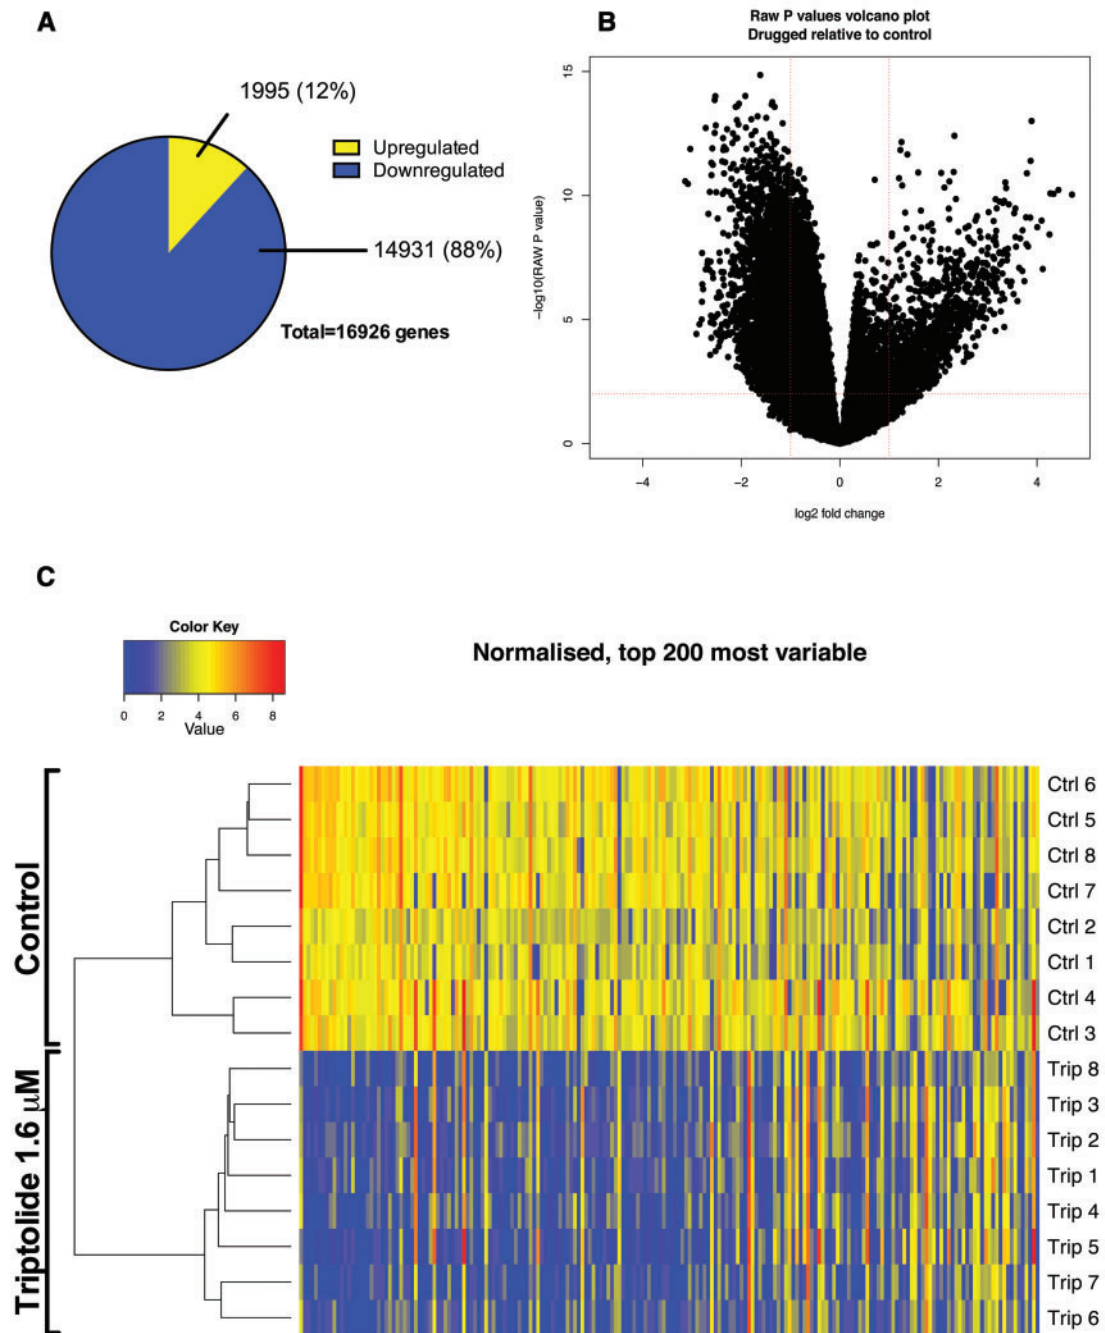 A
1995 (12%)
Upregulated
Downregulated
14931 (88%)
Total=16926 genes
B
Raw P values volcano plot
Drugged relative to control
−log10(RAW P value)
15
10
5
0
−4 −2 0 2 4
log2 fold change
C
Color Key
0 2 4 6 8
Value
Normalised, top 200 most variable
Control
Triptolide 1.6 μM
Ctrl 6
Ctrl 5
Ctrl 8
Ctrl 7
Ctrl 2
Ctrl 1
Ctrl 4
Ctrl 3
Trip 8
Trip 3
Trip 2
Trip 1
Trip 4
Trip 5
Trip 7
Trip 6